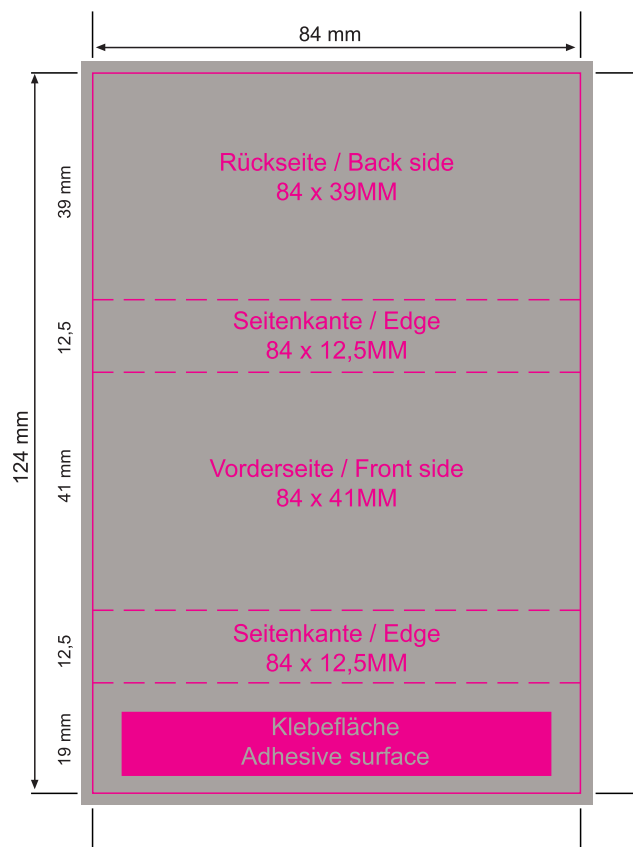 84 mm
39 mm
Rückseite / Back side
84 x 39MM
12,5
Seitenkante / Edge
84 x 12,5MM
124 mm
41 mm
Vorderseite / Front side
84 x 41MM
12,5
Seitenkante / Edge
84 x 12,5MM
19 mm
Klebefläche
Adhesive surface